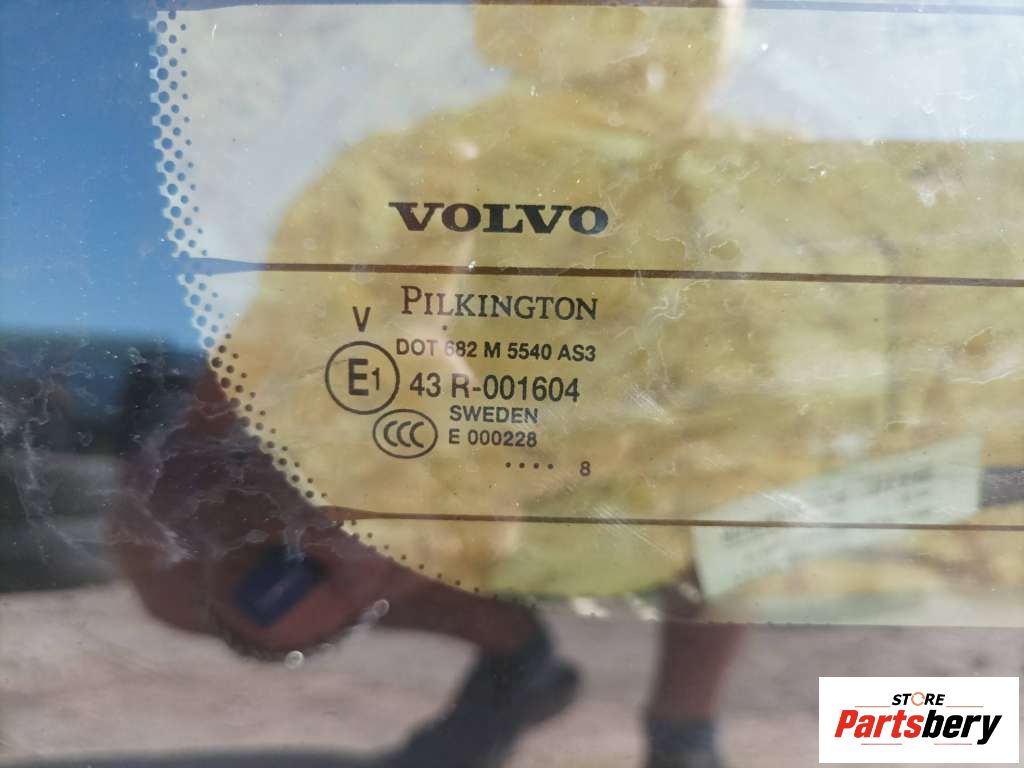 VOLVO
PILKINGTON
V
DOT 682 M 5540 AS3
E1 43 R-001604
SWEDEN
CCC E 000228
.... 8
STORE
Partsbery